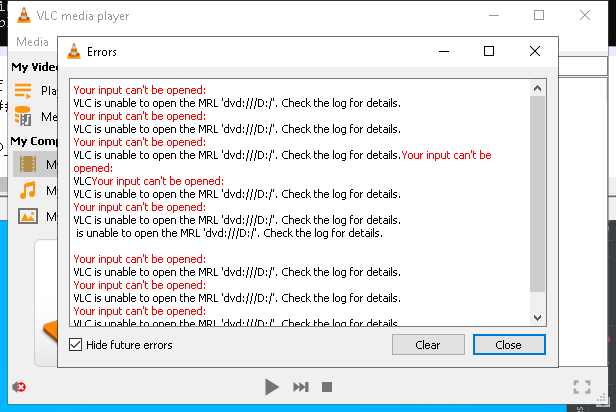 VLC media player
Media
Errors
My Vide
Your input can't be opened:
VLC is unable to open the MRL 'dvd:///D:/'. Check the log for details.
Pla
Your input can't be opened:
VLC is unable to open the MRL 'dvd:///D:/'. Check the log for details.
Me
Your input can't be opened:
My Comp
VLC is unable to open the MRL 'dvd:///D:/'. Check the log for details.Your input can't be
My
opened:
VLCYour input can't be opened:
My
VLC is unable to open the MRL 'dvd:///D:/'. Check the log for details.
Your input can't be opened:
My
VLC is unable to open the MRL 'dvd:///D:/'. Check the log for details.
is unable to open the MRL 'dvd:///D:/'. Check the log for details.
Your input can't be opened:
VLC is unable to open the MRL 'dvd:///D:/'. Check the log for details.
Your input can't be opened:
VLC is unable to open the MRL 'dvd:///D:/'. Check the log for details.
Your input can't be opened:
VLC is unable to open the MRL 'dvd:///D:/'. Check the log for details.
Hide future errors
Clear
Close